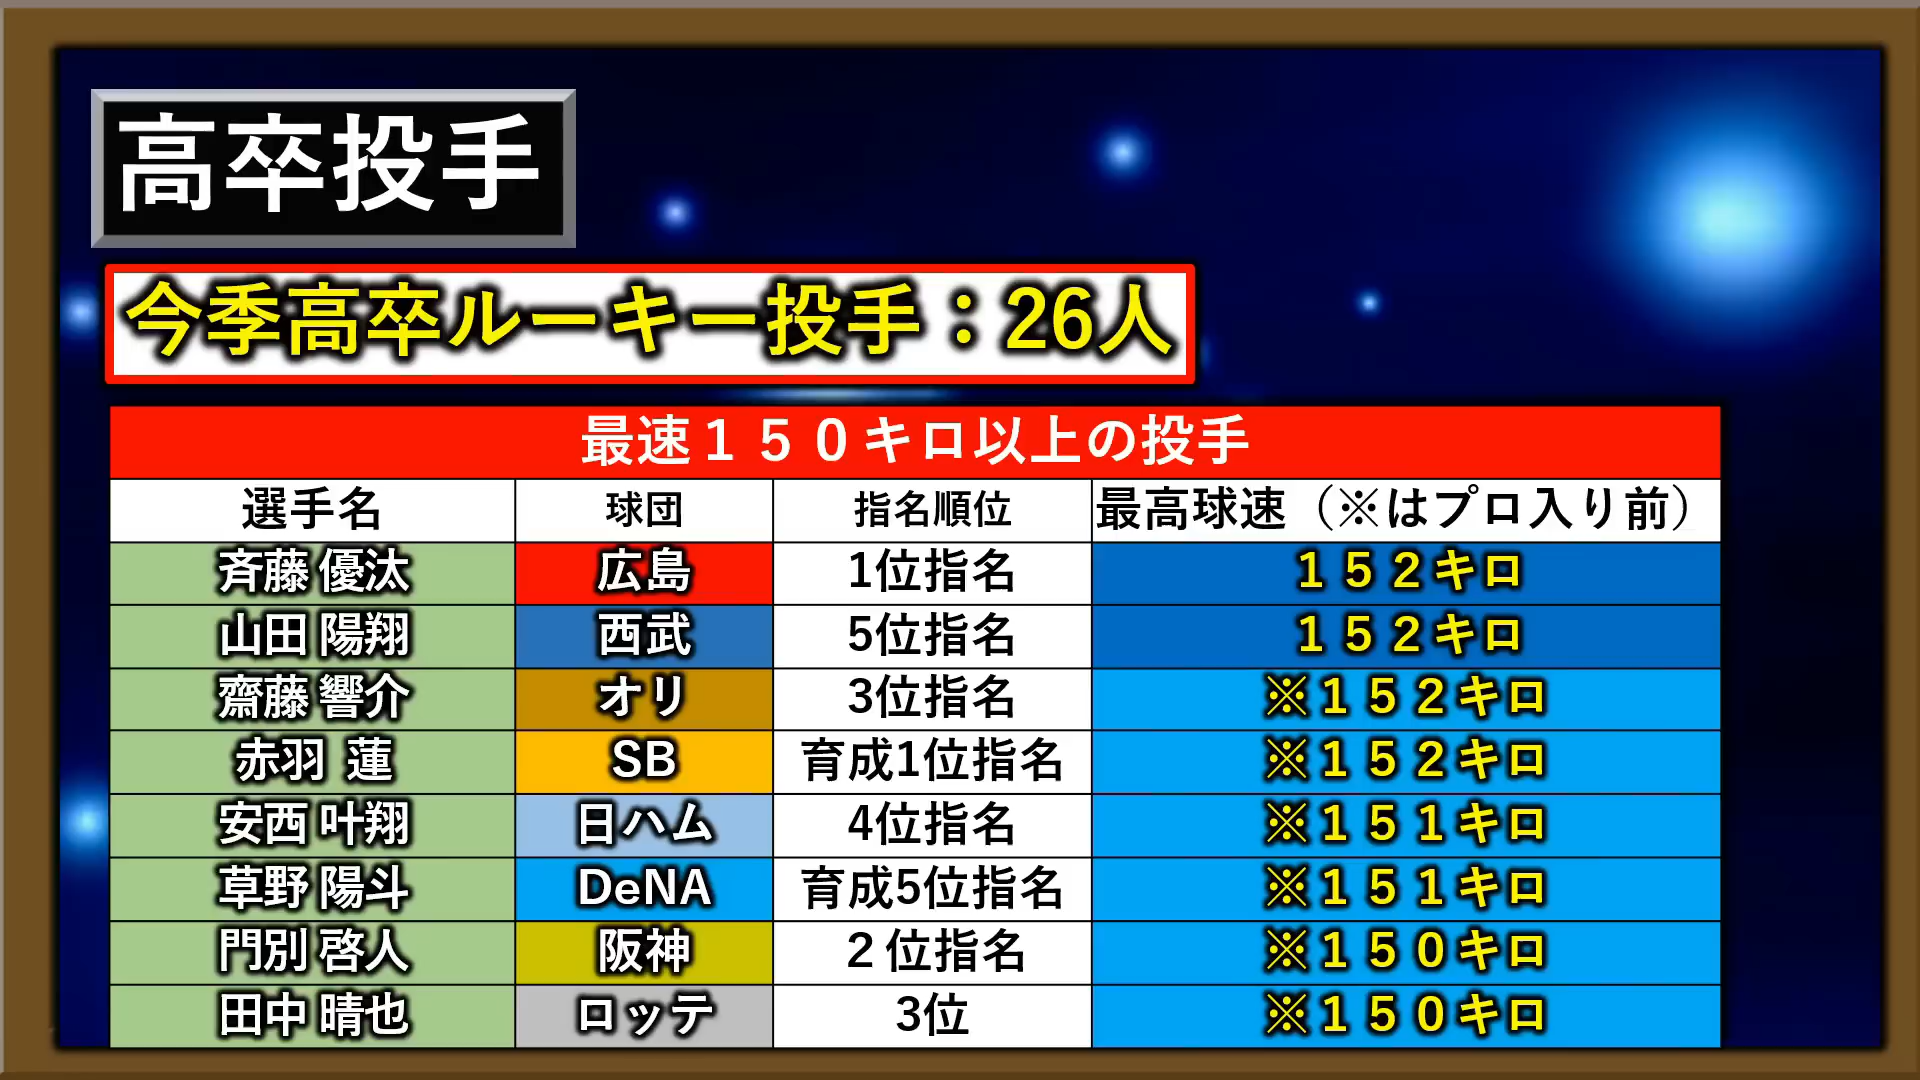 高卒投手
今季高卒ルーキー投手：26人
最速１５０キロ以上の投手
選手名 球団 指名順位 最高球速（※はプロ入り前）
斉藤 優汰 広島 1位指名 １５２キロ
山田 陽翔 西武 5位指名 １５２キロ
齋藤 響介 オリ 3位指名 ※１５２キロ
赤羽 蓮 SB 育成1位指名 ※１５２キロ
安西 叶翔 日ハム 4位指名 ※１５１キロ
草野 陽斗 DeNA 育成5位指名 ※１５１キロ
門別 啓人 阪神 ２位指名 ※１５０キロ
田中 晴也 ロッテ 3位 ※１５０キロ